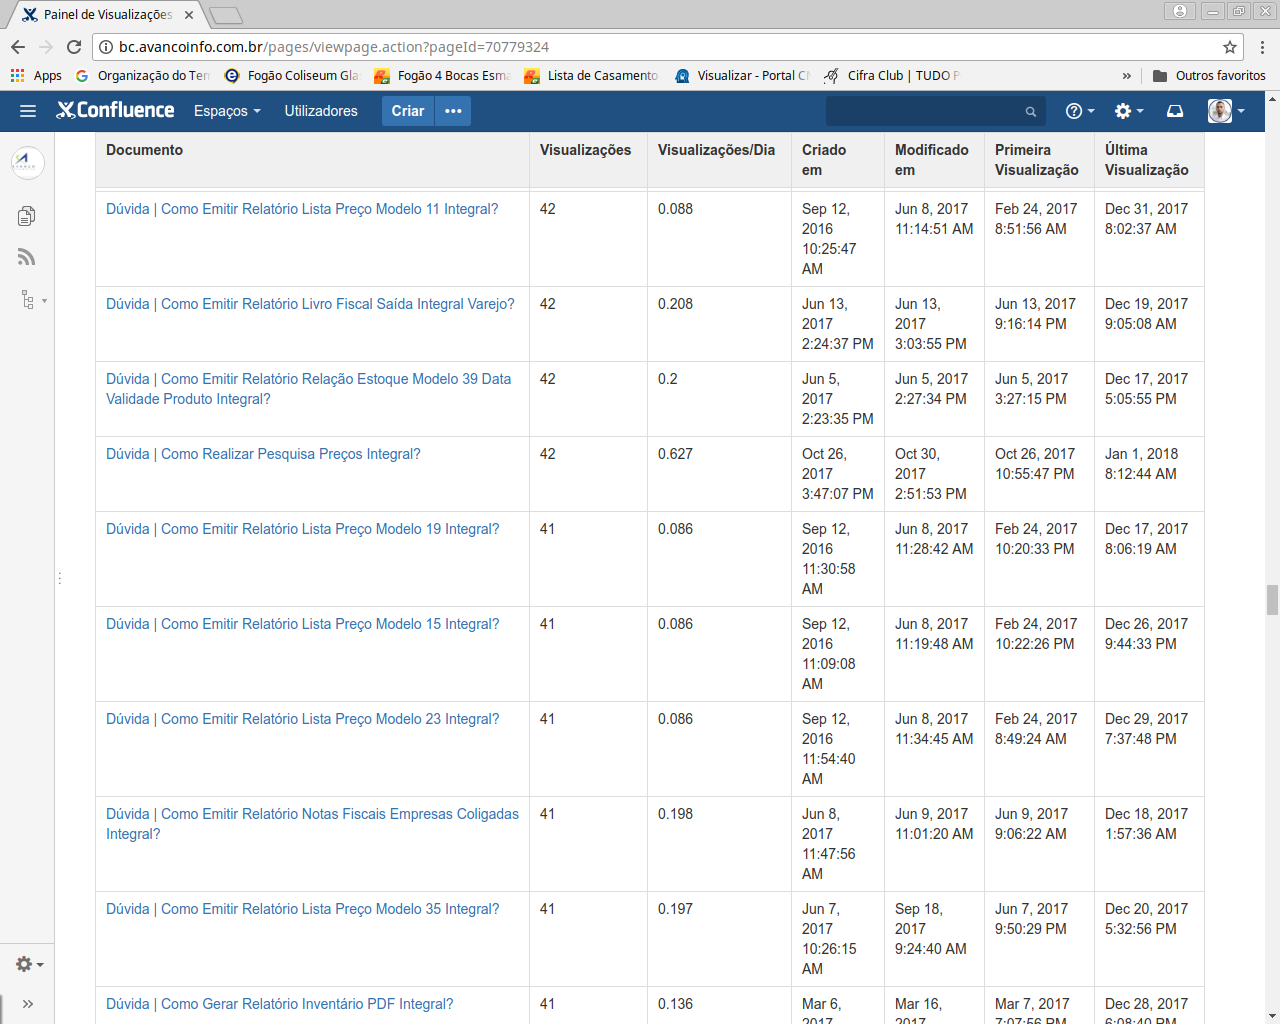 Painel de Visualizações
bc.avancoinfo.com.br/pages/viewpage.action?pageId=70779324
Apps Organização do Ter Fogão Coliseum Gla Fogão 4 Bocas Esma Lista de Casamento Visualizar - Portal C Cifra Club | TUDO » Outros favoritos
Confluence Espaços Utilizadores Criar •••
Documento Visualizações Visualizações/Dia Criado em Modificado em Primeira Visualização Última Visualização
Dúvida | Como Emitir Relatório Lista Preço Modelo 11 Integral? 42 0.088 Sep 12, 2016 10:25:47 AM Jun 8, 2017 11:14:51 AM Feb 24, 2017 8:51:56 AM Dec 31, 2017 8:02:37 AM
Dúvida | Como Emitir Relatório Livro Fiscal Saída Integral Varejo? 42 0.208 Jun 13, 2017 2:24:37 PM Jun 13, 2017 3:03:55 PM Jun 13, 2017 9:16:14 PM Dec 19, 2017 9:05:08 AM
Dúvida | Como Emitir Relatório Relação Estoque Modelo 39 Data Validade Produto Integral? 42 0.2 Jun 5, 2017 2:23:35 PM Jun 5, 2017 2:27:34 PM Jun 5, 2017 3:27:15 PM Dec 17, 2017 5:05:55 PM
Dúvida | Como Realizar Pesquisa Preços Integral? 42 0.627 Oct 26, 2017 3:47:07 PM Oct 30, 2017 2:51:53 PM Oct 26, 2017 10:55:47 PM Jan 1, 2018 8:12:44 AM
Dúvida | Como Emitir Relatório Lista Preço Modelo 19 Integral? 41 0.086 Sep 12, 2016 11:30:58 AM Jun 8, 2017 11:28:42 AM Feb 24, 2017 10:20:33 PM Dec 17, 2017 8:06:19 AM
Dúvida | Como Emitir Relatório Lista Preço Modelo 15 Integral? 41 0.086 Sep 12, 2016 11:09:08 AM Jun 8, 2017 11:19:48 AM Feb 24, 2017 10:22:26 PM Dec 26, 2017 9:44:33 PM
Dúvida | Como Emitir Relatório Lista Preço Modelo 23 Integral? 41 0.086 Sep 12, 2016 11:54:40 AM Jun 8, 2017 11:34:45 AM Feb 24, 2017 8:49:24 AM Dec 29, 2017 7:37:48 PM
Dúvida | Como Emitir Relatório Notas Fiscais Empresas Coligadas Integral? 41 0.198 Jun 8, 2017 11:47:56 AM Jun 9, 2017 11:01:20 AM Jun 9, 2017 9:06:22 AM Dec 18, 2017 1:57:36 AM
Dúvida | Como Emitir Relatório Lista Preço Modelo 35 Integral? 41 0.197 Jun 7, 2017 10:26:15 AM Sep 18, 2017 9:24:40 AM Jun 7, 2017 9:50:29 PM Dec 20, 2017 5:32:56 PM
Dúvida | Como Gerar Relatório Inventário PDF Integral? 41 0.136 Mar 6, 2017 Mar 16, 2017 Mar 7, 2017 7:07:56 PM Dec 28, 2017 6:08:40 PM